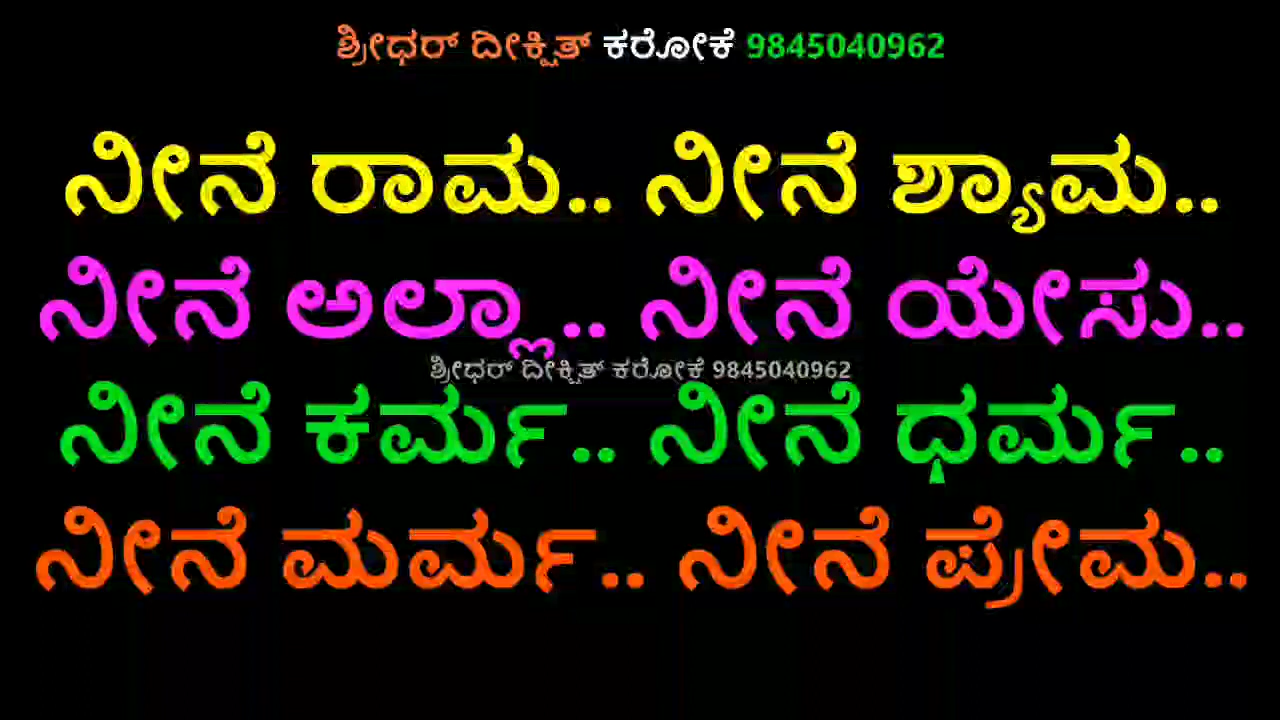 ಶ್ರೀಧರ್ ದೀಕ್ಷಿತ್ ಕರೋಕೆ 9845040962
ನೀನೆ ರಾಮ.. ನೀನೆ ಶ್ಯಾಮ..
ನೀನೆ ಅಲ್ಲಾ.. ನೀನೆ ಯೇಸು..
ಶ್ರೀಧರ್ ದೀಕ್ಷಿತ್ ಕರೋಕೆ 9845040962
ನೀನೆ ಕರ್ಮ.. ನೀನೆ ಧರ್ಮ..
ನೀನೆ ಮರ್ಮ.. ನೀನೆ ಪ್ರೇಮ..